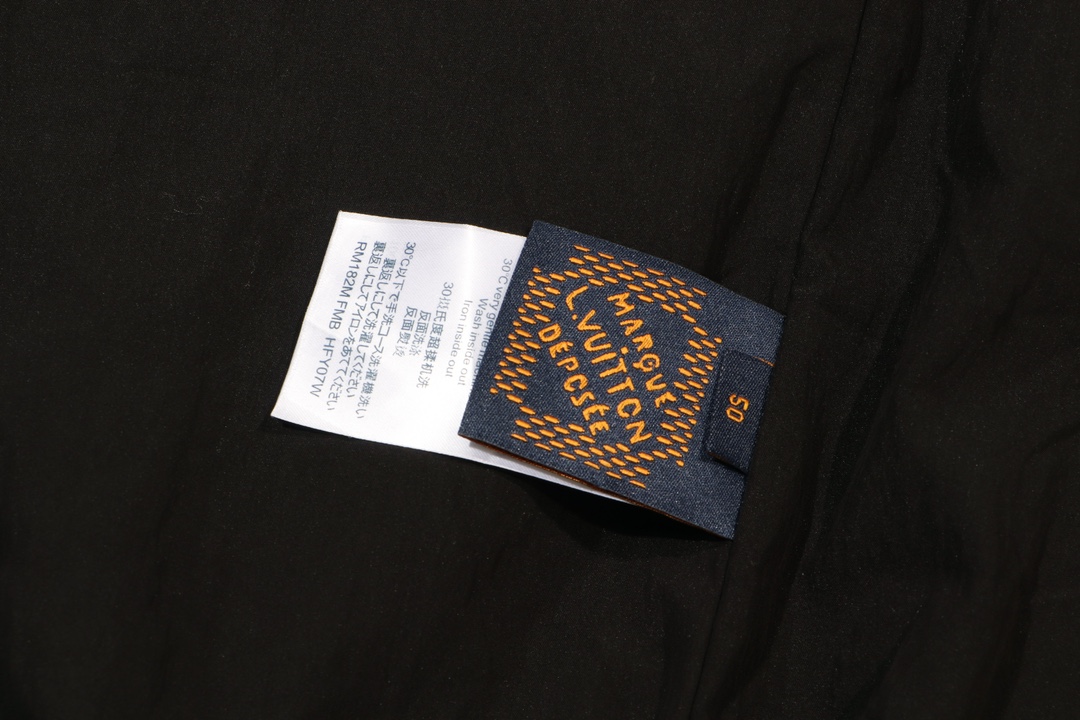 MARQUE
L.VUITTON
DEPOSÉE
50
30°C very gentle
Wash inside out
Iron inside out
30摄氏度超揉机洗
反面洗涤
反面熨烫
30℃以下で手洗コース洗濯機洗い
裏返しにして洗濯してください
裏返しにしてアイロンをあててください
RM182M FMB HFY07W